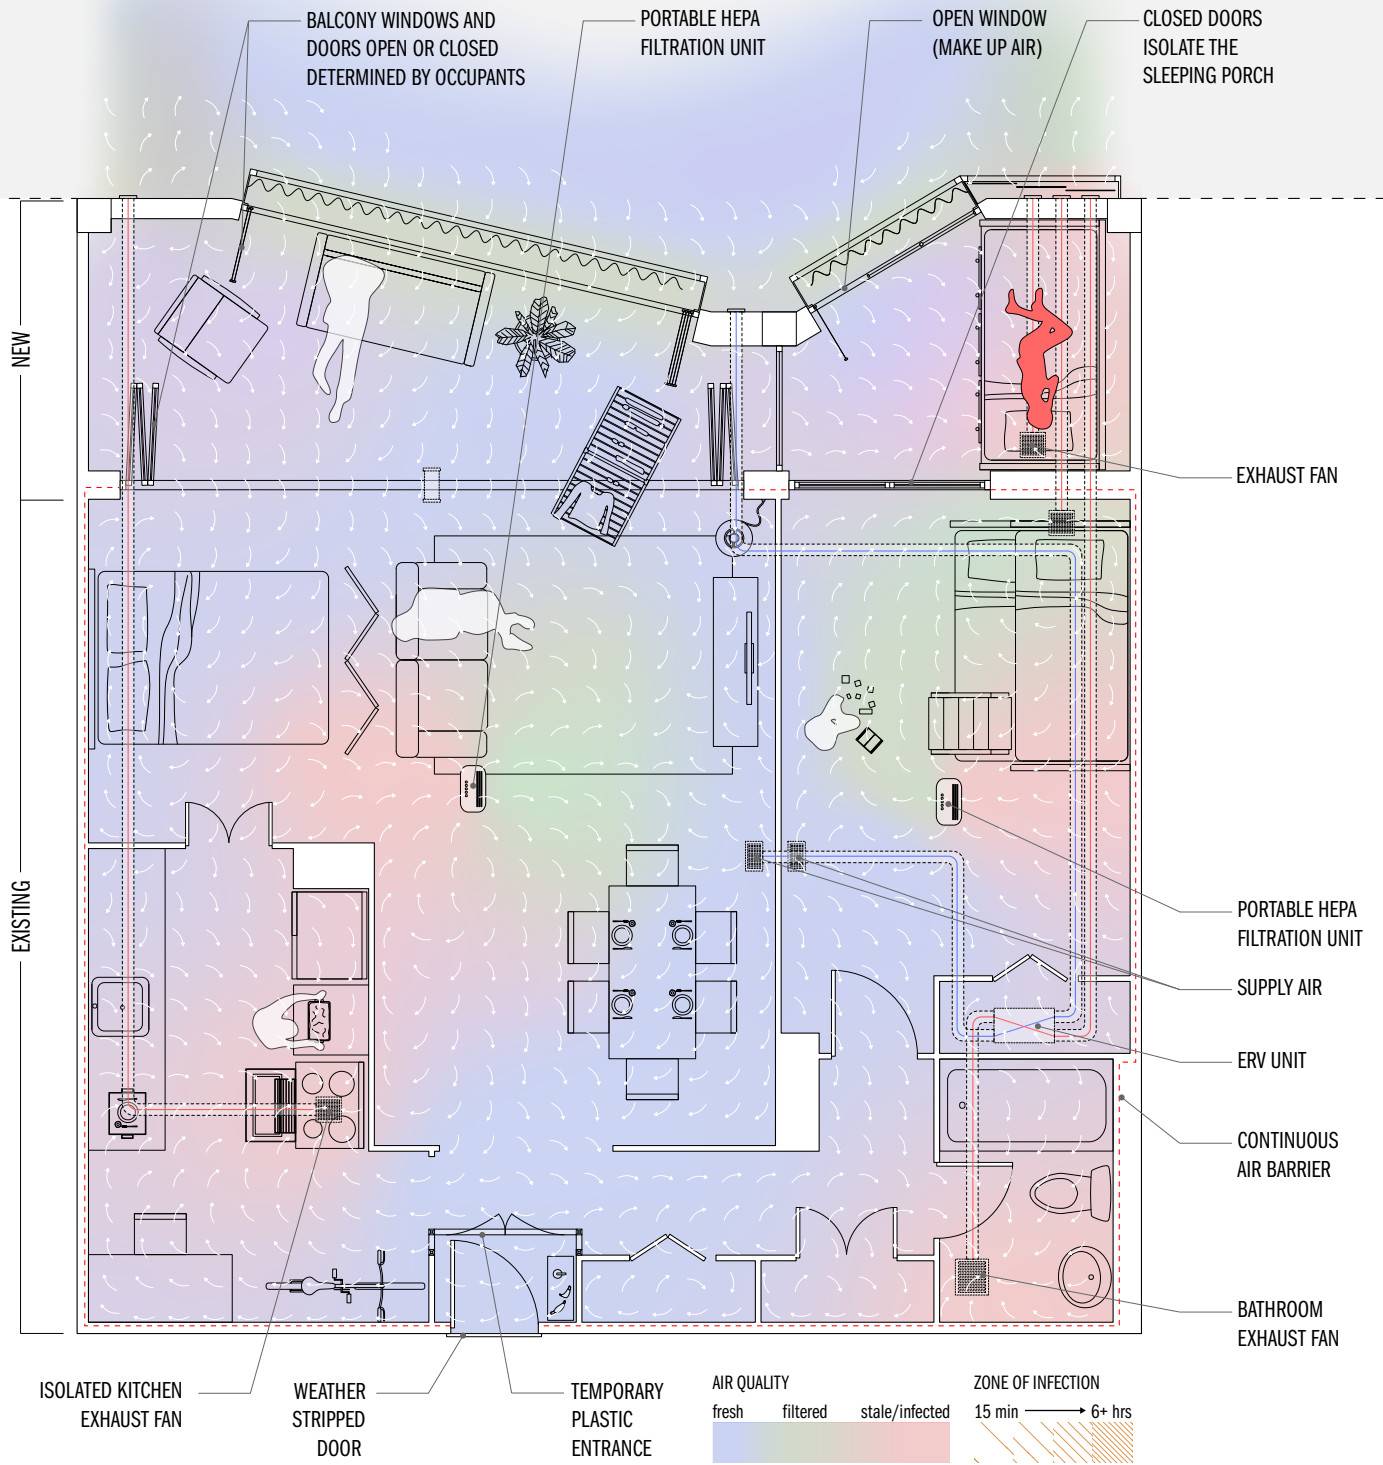 BALCONY WINDOWS AND
DOORS OPEN OR CLOSED
DETERMINED BY OCCUPANTS
PORTABLE HEPA
FILTRATION UNIT
OPEN WINDOW
(MAKE UP AIR)
CLOSED DOORS
ISOLATE THE
SLEEPING PORCH
NEW
EXHAUST FAN
EXISTING
PORTABLE HEPA
FILTRATION UNIT
SUPPLY AIR
ERV UNIT
CONTINUOUS
AIR BARRIER
BATHROOM
EXHAUST FAN
ISOLATED KITCHEN
EXHAUST FAN
WEATHER
STRIPPED
DOOR
TEMPORARY
PLASTIC
ENTRANCE
AIR QUALITY
fresh filtered stale/infected
ZONE OF INFECTION
15 min 6+ hrs